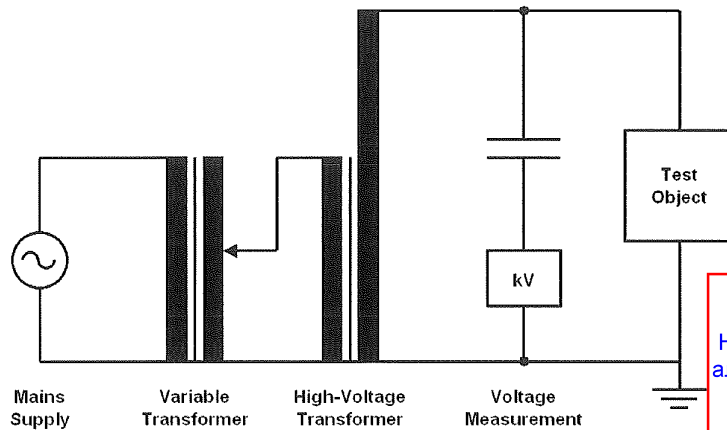 Test
Object
kV
Mains
Supply
Variable
Transformer
High-Voltage
Transformer
Voltage
Measurement